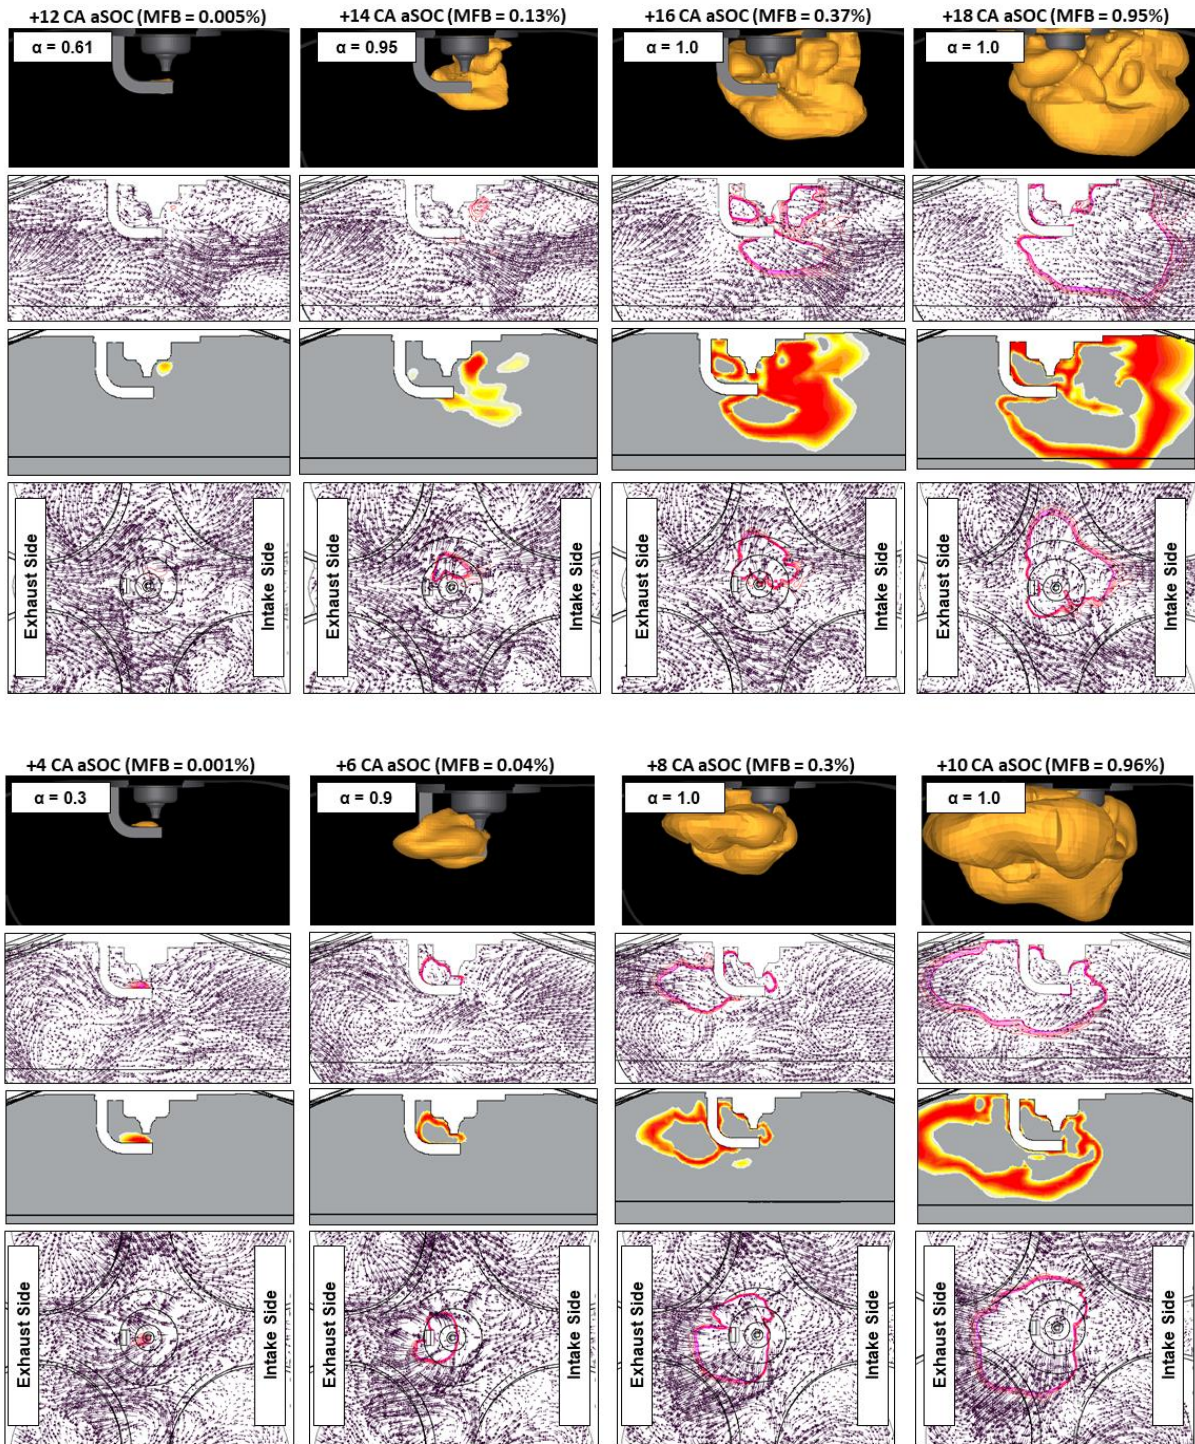 +12 CA aSOC (MFB = 0.005%)
+14 CA aSOC (MFB = 0.13%)
+16 CA aSOC (MFB = 0.37%)
+18 CA aSOC (MFB = 0.95%)
α = 0.61
α = 0.95
α = 1.0
α = 1.0
Exhaust Side
Intake Side
Exhaust Side
Intake Side
Exhaust Side
Intake Side
Exhaust Side
Intake Side
+4 CA aSOC (MFB = 0.001%)
+6 CA aSOC (MFB = 0.04%)
+8 CA aSOC (MFB = 0.3%)
+10 CA aSOC (MFB = 0.96%)
α = 0.3
α = 0.9
α = 1.0
α = 1.0
Exhaust Side
Intake Side
Exhaust Side
Intake Side
Exhaust Side
Intake Side
Exhaust Side
Intake Side